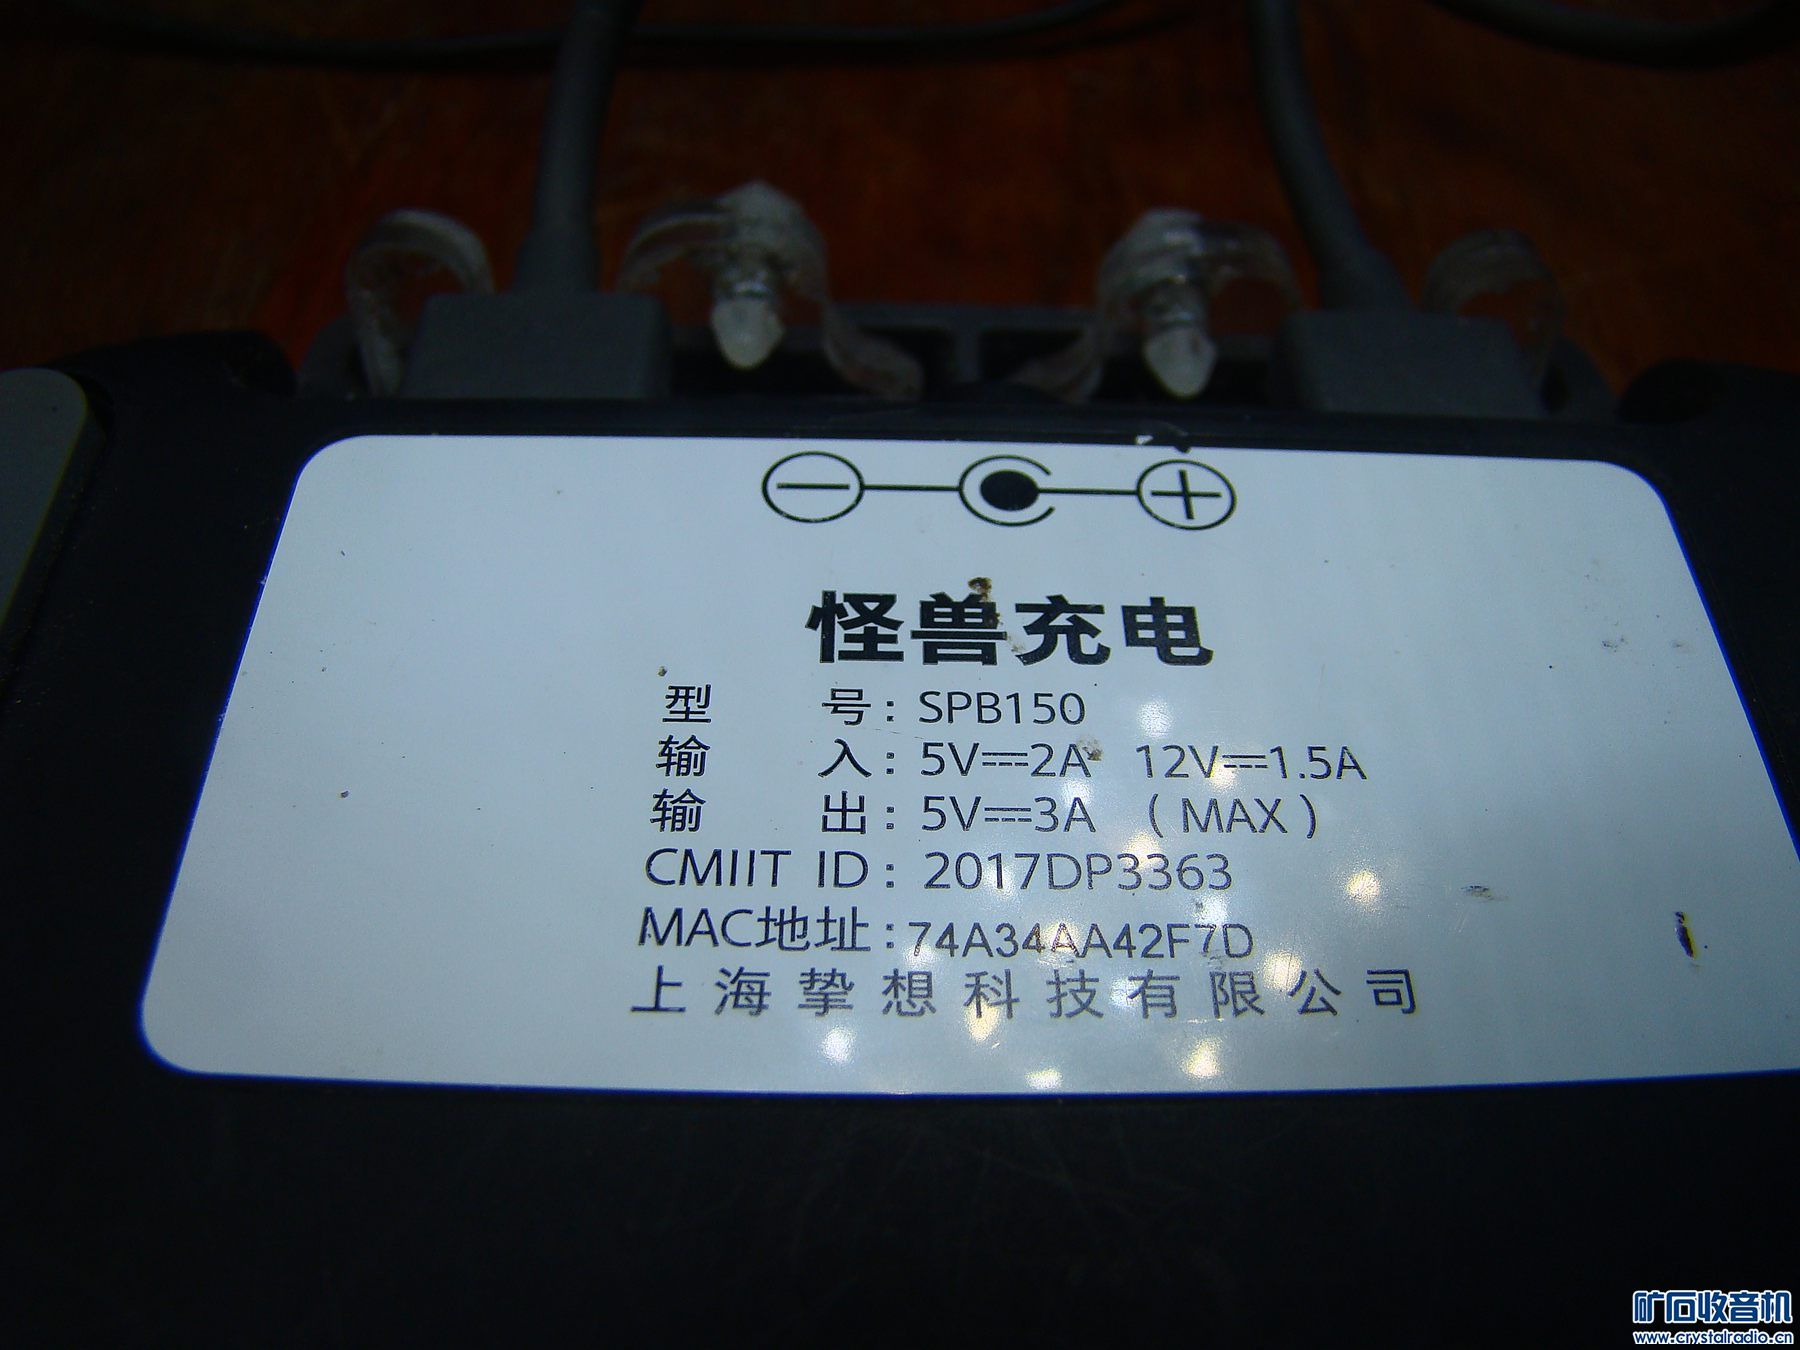 怪兽充电
型 号: SPB150
输 入: 5V⎓2A 12V⎓1.5A
输 出: 5V⎓3A (MAX)
CMIIT ID: 2017DP3363
MAC地址:74A34AA42F7D
上海挚想科技有限公司
矿石收音机
www.crystalradio.cn